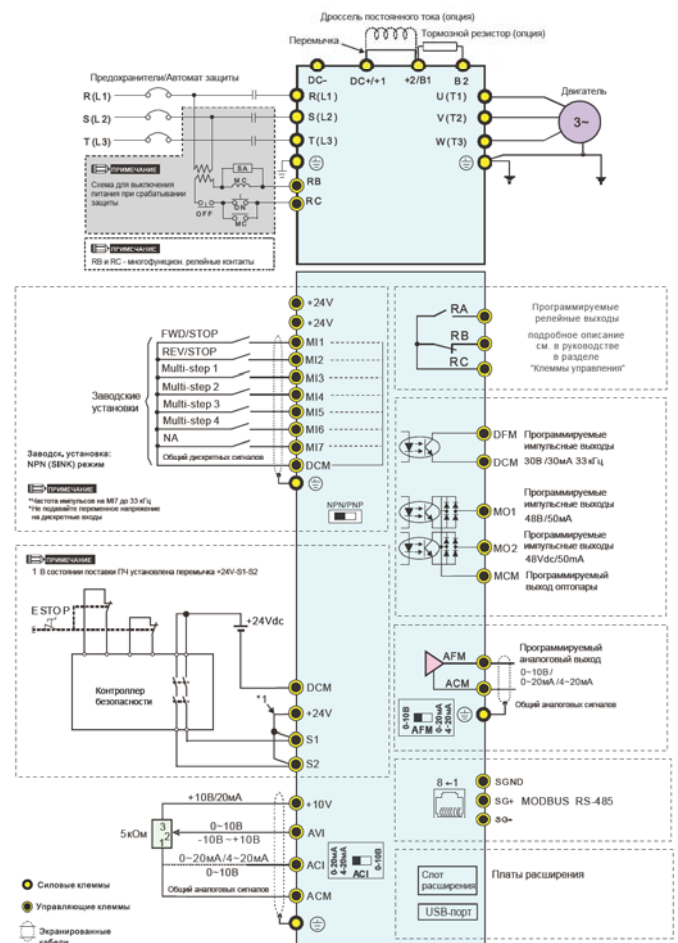 Дроссель постоянного тока (опция)
Перемычка
Тормозной резистор (опция)
DC- DC+/+1 +2/B1 B2
Предохранители/Автомат защиты
Двигатель
R(L1) R(L1) U(T1)
S(L2) S(L2) V(T2) 3~
T(L3) T(L3) W(T3)
ПРИМЕЧАНИЕ
Схема для выключения
питания при срабатывании
защиты
SA
MC
RB
OFF ON
MC
RC
ПРИМЕЧАНИЕ
RB и RC - многофункцион. релейные контакты
+24V
+24V
FWD/STOP MI1
REV/STOP MI2
Multi-step 1 MI3
Multi-step 2 MI4
Multi-step 3 MI5
Multi-step 4 MI6
NA MI7
Общий дискретных сигналов DCM
Заводские
установки
Заводск. установка:
NPN (SINK) режим
ПРИМЕЧАНИЕ
*Частота импульсов на MI7 до 33 кГц
*Не подавайте переменное напряжение
на дискретные входы
NPN/PNP
RA
RB
RC
Программируемые
релейные выходы
подробное описание
см. в руководстве
в разделе
"Клеммы управления"
DFM Программируемые
импульсные выходы
DCM 30В /30мА 33 кГц
MO1 Программируемые
импульсные выходы
48В/50мА
MO2 Программируемые
импульсные выходы
48Vdc/50mA
MCM Программируемый
выход оптопары
ПРИМЕЧАНИЕ
1 В состоянии поставки ПЧ установлена перемычка +24V-S1-S2
ESTOP
+24Vdc
Контроллер
безопасности
DCM
*1
+24V
S1
S2
AFM
ACM
Программируемый
аналоговый выход
0~10В/
0~20мА/4~20мА
Общий аналоговых сигналов
0-10В
AFM
0-20мА
4-20мА
+10В/20мА +10V
5кОм
3
2
1
0~10В AVI
-10В~+10В
0~20мА/4~20мА ACI
0~10В
Общий аналоговых сигналов ACM
0-20мА
4-20мА
ACI
0-10В
8←1
SGND
SG+ MODBUS RS-485
SG-
Слот
расширения
Платы расширения
USB-порт
Силовые клеммы
Управляющие клеммы
Экранированные
кабели